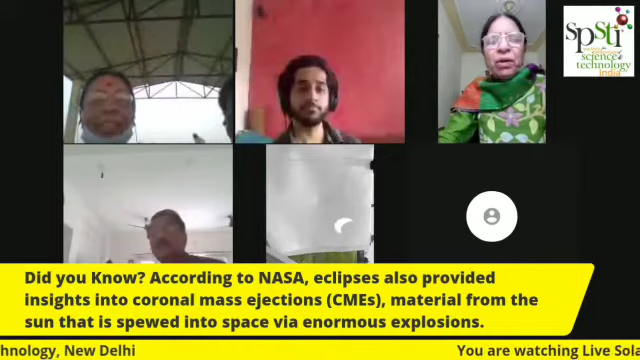 spsti
science
technology
India
Did you Know? According to NASA, eclipses also provided
insights into coronal mass ejections (CMEs), material from the
sun that is spewed into space via enormous explosions.
hnology, New Delhi
You are watching Live Sola